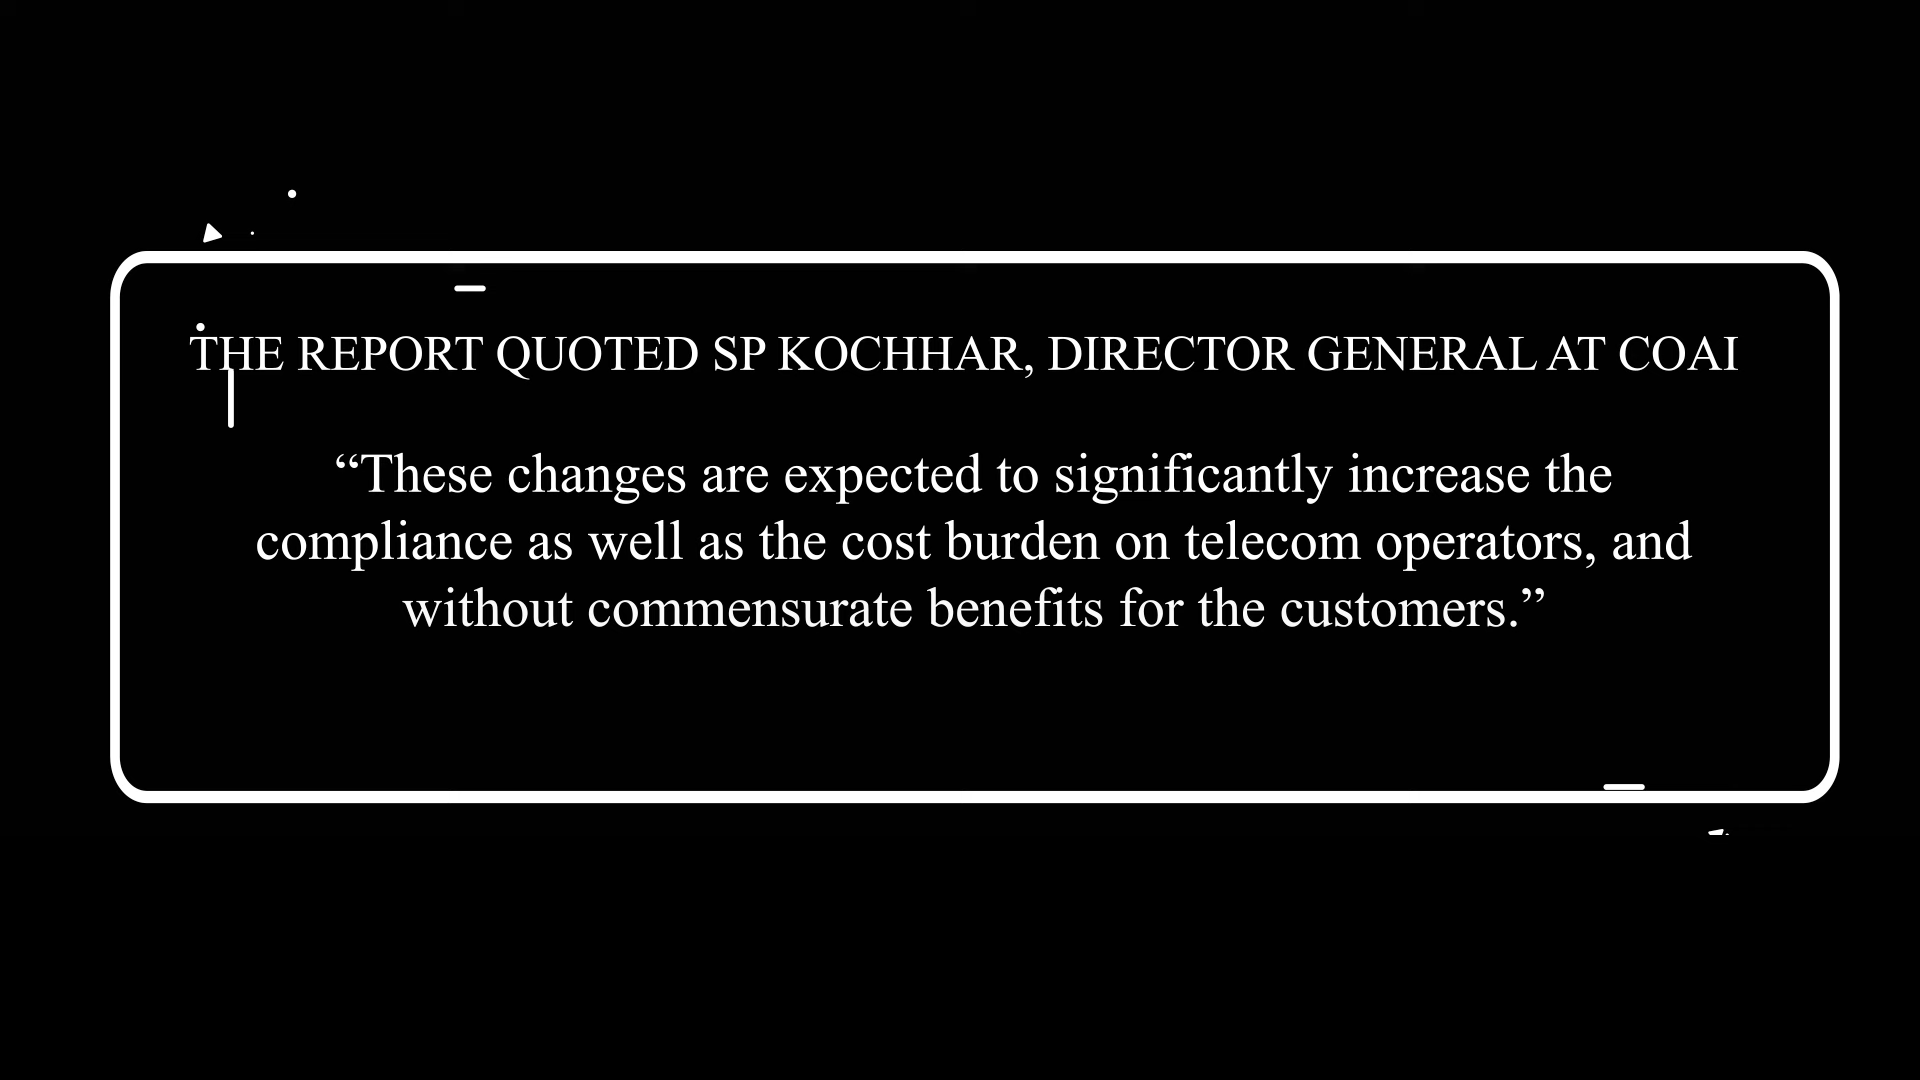 THE REPORT QUOTED SP KOCHHAR, DIRECTOR GENERAL AT COAI
“These changes are expected to significantly increase the
compliance as well as the cost burden on telecom operators, and
without commensurate benefits for the customers.”